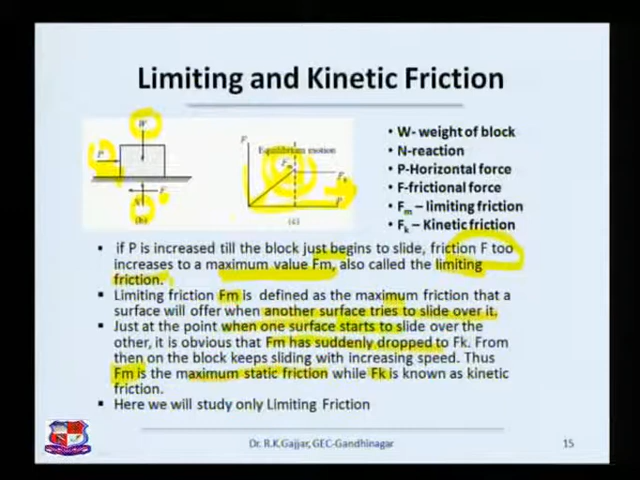 Limiting and Kinetic Friction
W
P
F
N
(b)
F
Equilibrium motion
Fm
Fk
P
(c)
• W- weight of block
• N-reaction
• P-Horizontal force
• F-frictional force
• Fm – limiting friction
• Fk – Kinetic friction
• if P is increased till the block just begins to slide, friction F too
increases to a maximum value Fm, also called the limiting
friction.
• Limiting friction Fm is defined as the maximum friction that a
surface will offer when another surface tries to slide over it.
• Just at the point when one surface starts to slide over the
other, it is obvious that Fm has suddenly dropped to Fk. From
then on the block keeps sliding with increasing speed. Thus
Fm is the maximum static friction while Fk is known as kinetic
friction.
• Here we will study only Limiting Friction
Dr. R.K.Gajjar, GEC-Gandhinagar
15